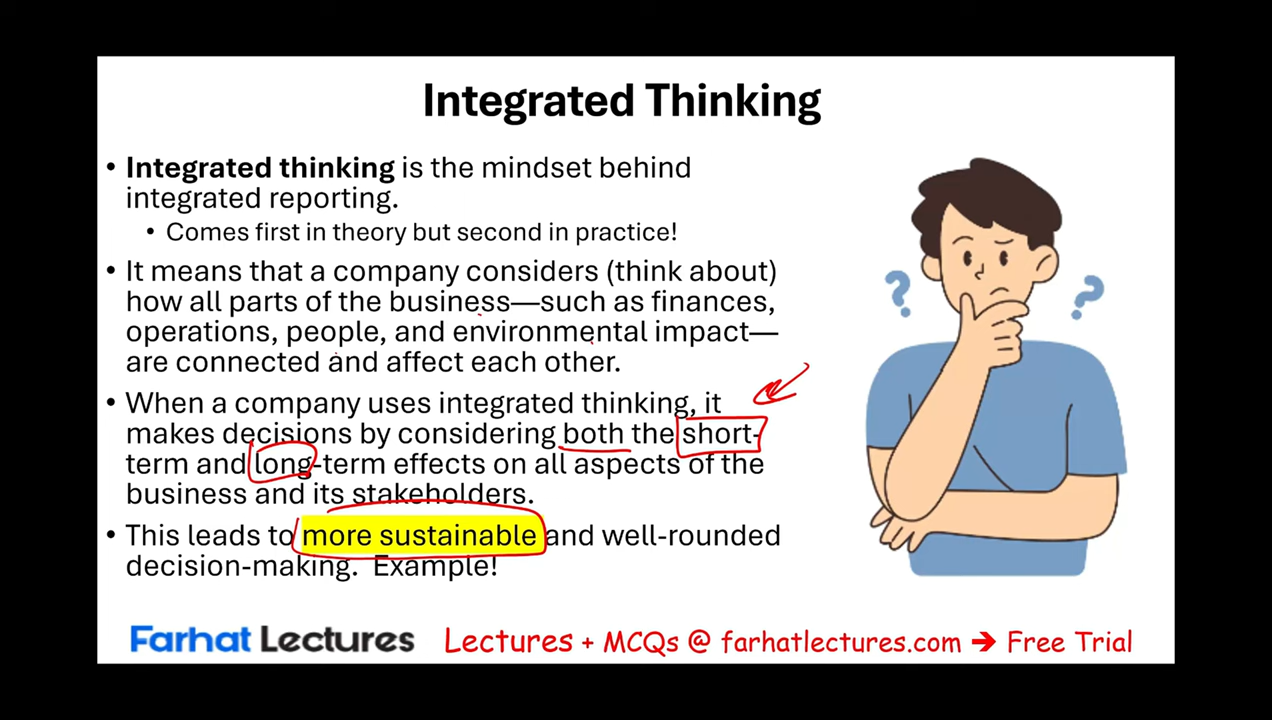 Integrated Thinking
• Integrated thinking is the mindset behind
integrated reporting.
• Comes first in theory but second in practice!
• It means that a company considers (think about)
how all parts of the business—such as finances,
operations, people, and environmental impact—
are connected and affect each other.
• When a company uses integrated thinking, it
makes decisions by considering both the short-
term and long-term effects on all aspects of the
business and its stakeholders.
• This leads to more sustainable and well-rounded
decision-making. Example!
? ?
Farhat Lectures Lectures + MCQs @ farhatlectures.com ➔ Free Trial